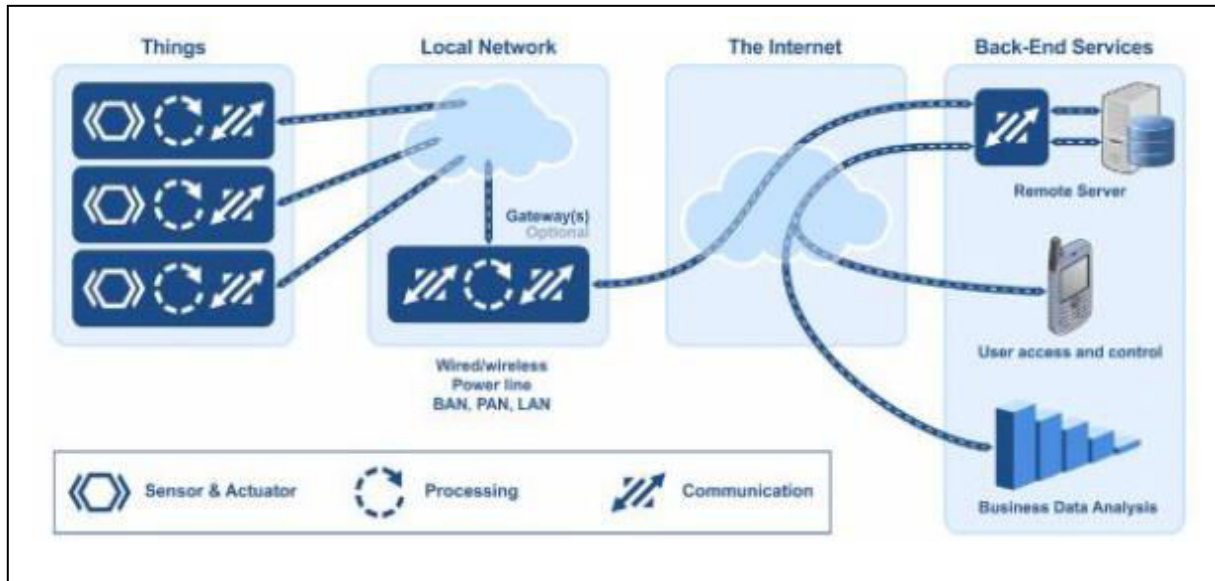 Things
Local Network
The Internet
Back-End Services
Gateway(s)
Optional
Remote Server
User access and control
Wired/wireless
Power line
BAN, PAN, LAN
Sensor & Actuator
Processing
Communication
Business Data Analysis